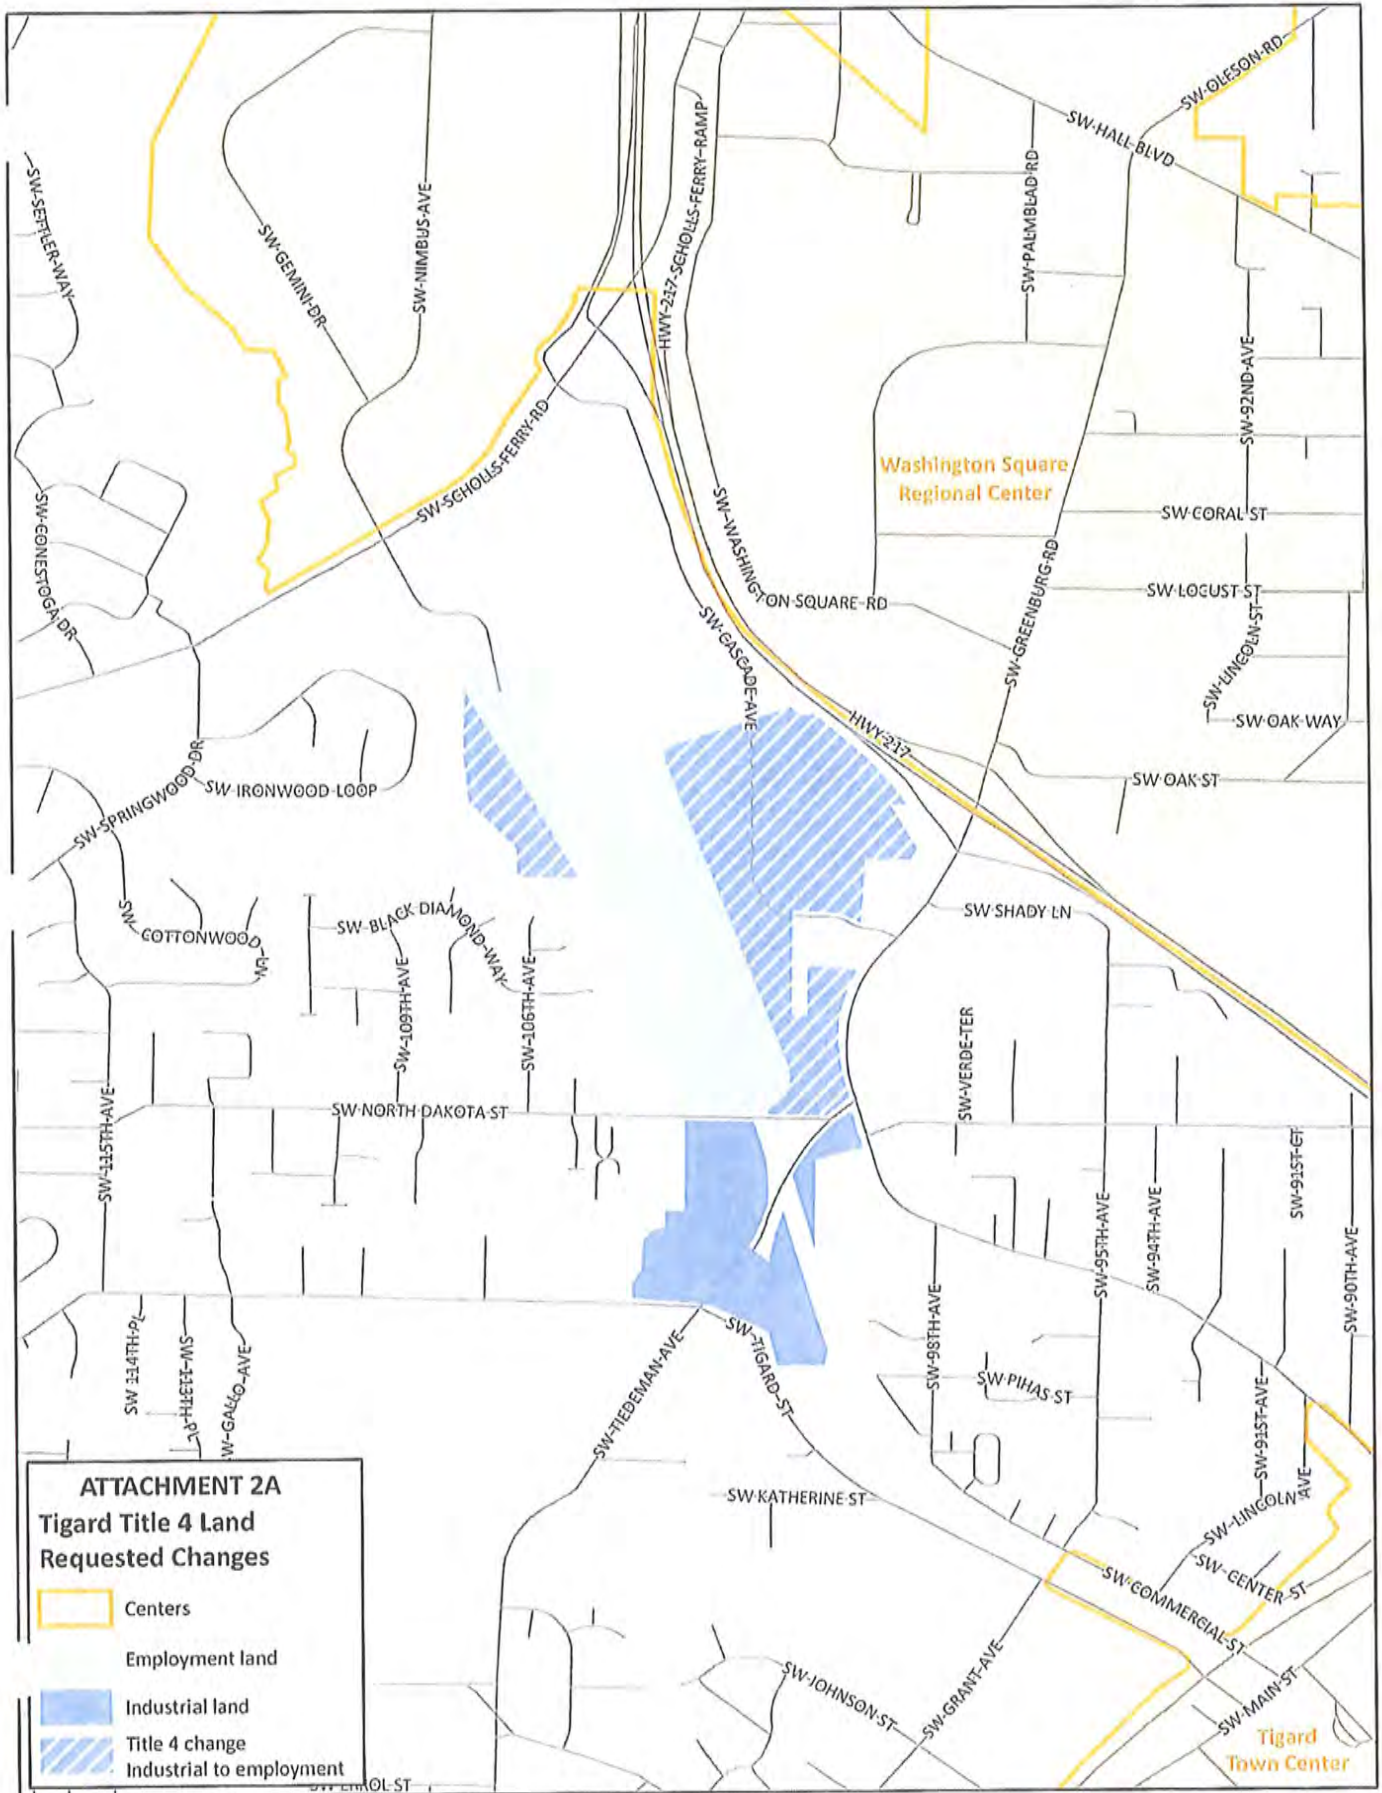 SW-OLESON-RD
SW-HALL-BLVD
HWY-217-SCHOLLS-FERRY-RAMP
SW-PALMBLAD-RD
SW-SETTLER-WAY
SW-GEMINI-DR
SW-NIMBUS-AVE
SW-92ND-AVE
SW-SCHOLLS-FERRY-RD
Washington Square
Regional Center
SW-CORAL ST
SW-CONESTOGA-DR
SW-WASHINGTON-SQUARE-RD
SW-GREENBURG-RD
SW-LOCUST-ST
SW-LINCOLN-ST
SW-CASCADE-AVE
SW-OAK-WAY
HWY-217
SW-OAK-ST
SW-SPRINGWOOD-DR
SW-IRONWOOD-LOOP
SW-COTTONWOOD-LN
SW-BLACK DIAMOND-WAY
SW-SHADY LN
SW-109TH-AVE
SW-106TH-AVE
SW-VERDE-TER
SW-115TH-AVE
SW-NORTH DAKOTA-ST
SW-91ST-CT
SW-95TH-AVE
SW-94TH-AVE
SW-90TH-AVE
SW-98TH-AVE
SW 114TH-PL
SW-113TH-PL
W-GALLO-AVE
SW-TIEDEMAN-AVE
SW-TIGARD-ST
SW-PIHAS-ST
SW-91ST-AVE
SW-KATHERINE-ST
SW-LINCOLN AVE
SW-CENTER-ST
SW-COMMERCIAL-ST
SW-JOHNSON-ST
SW-GRANT-AVE
SW-MAIN-ST
Tigard
Town Center
ATTACHMENT 2A
Tigard Title 4 Land
Requested Changes
Centers
Employment land
Industrial land
Title 4 change
Industrial to employment